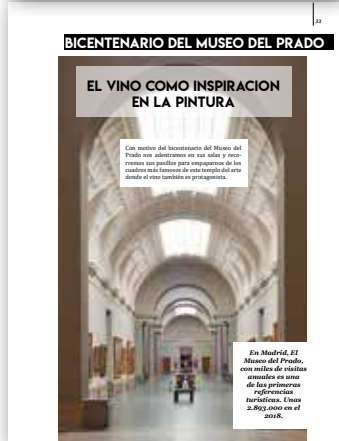 33
BICENTENARIO DEL MUSEO DEL PRADO
EL VINO COMO INSPIRACION
EN LA PINTURA
Con motivo del bicentenario del Museo del
Prado nos adentramos en sus salas y reco-
rremos sus pasillos para empaparnos de los
cuadros más famosos de este templo del arte
donde el vino también es protagonista.
En Madrid, El
Museo del Prado,
con miles de visitas
anuales es una
de las primeras
referencias
turísticas. Unas
2.893.000 en el
2018.